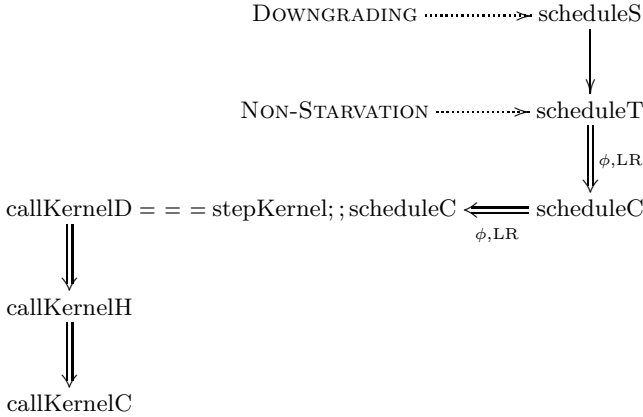 DOWNGRADING scheduleS
NON-STARVATION scheduleT
ϕ,LR
callKernelD = = = stepKernel; ; scheduleC scheduleC
ϕ,LR
callKernelH
callKernelC